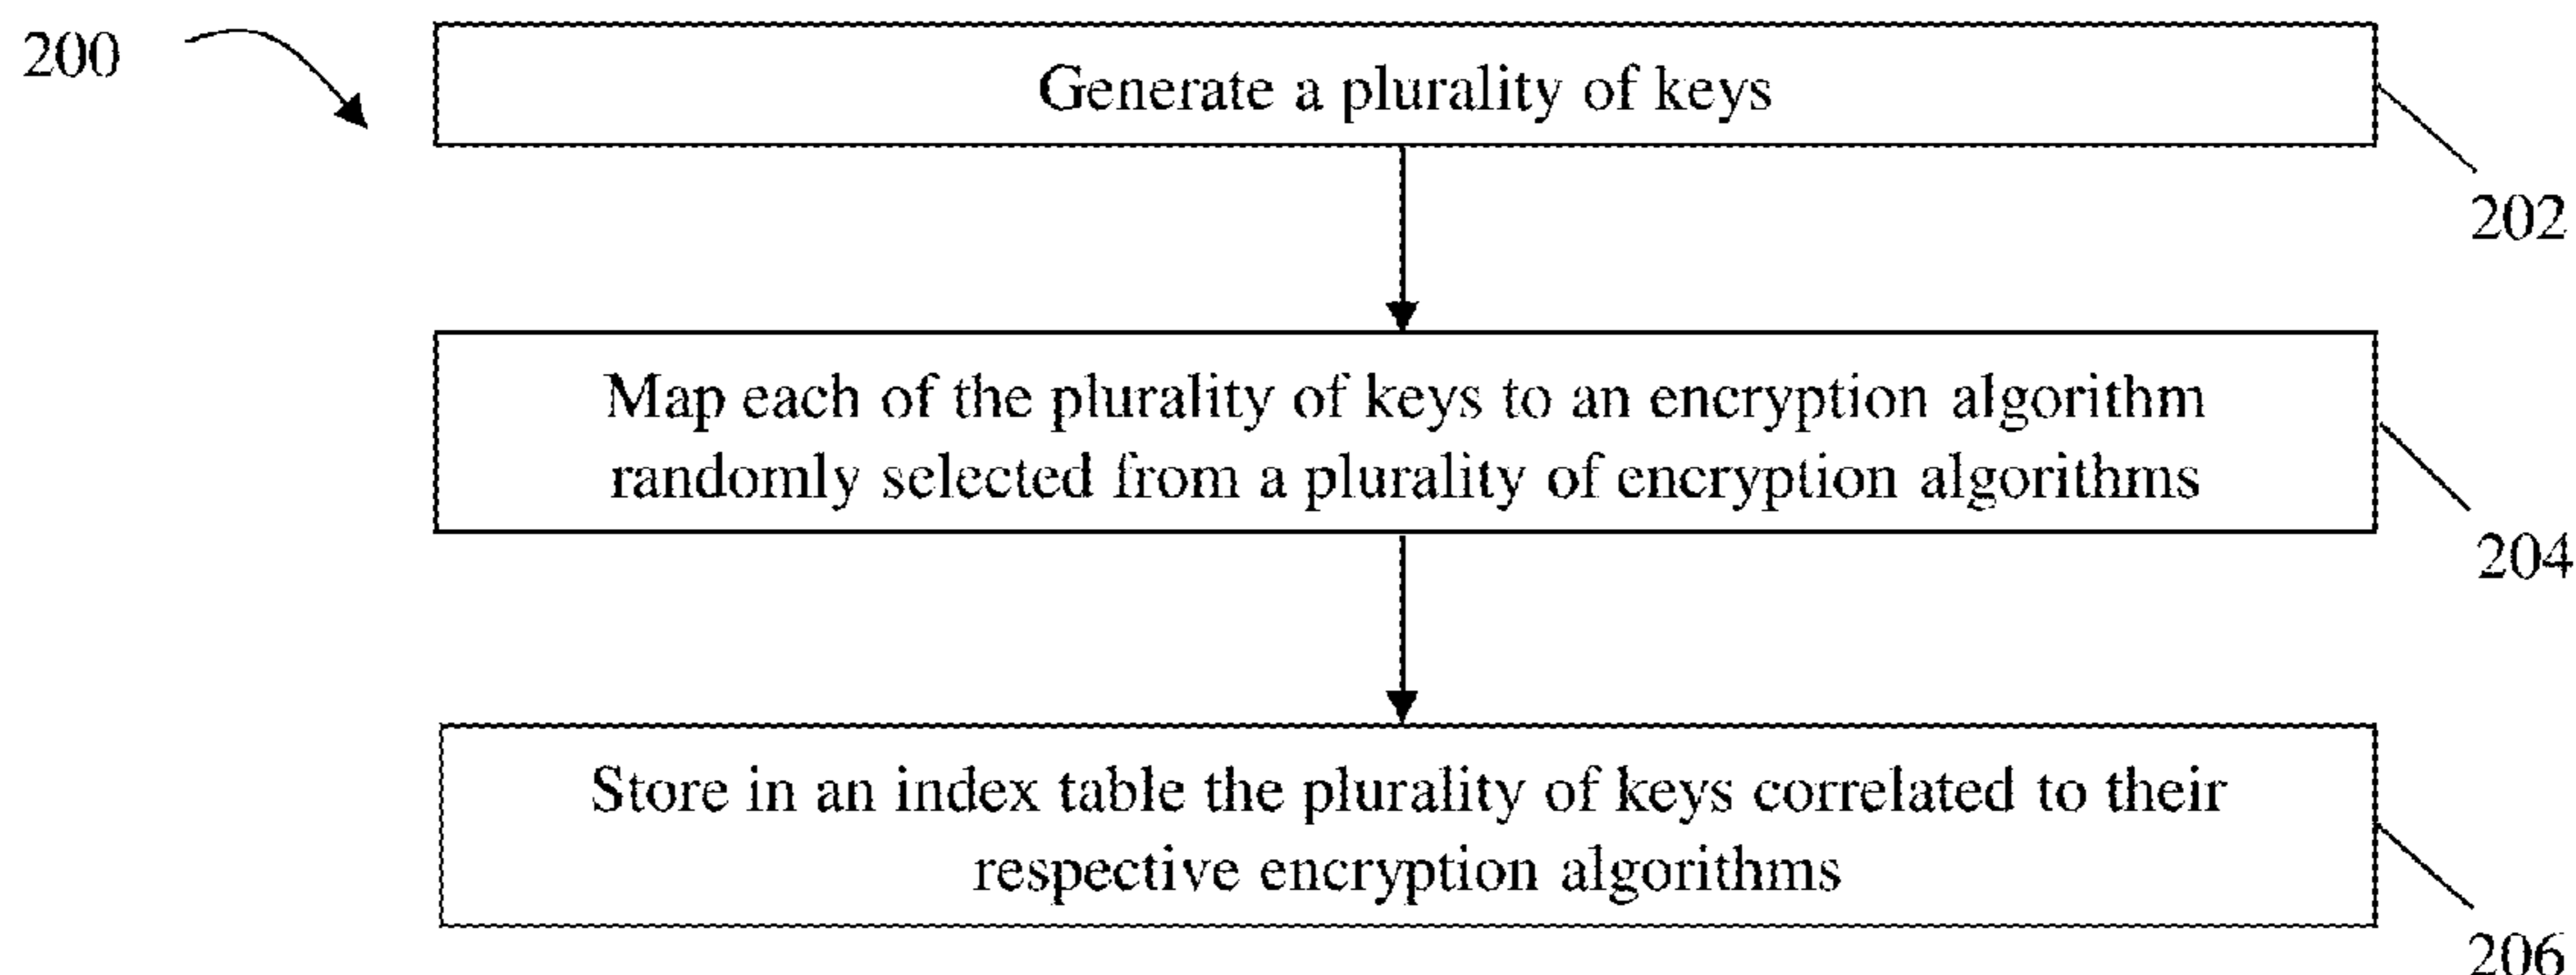 200
Generate a plurality of keys
202
Map each of the plurality of keys to an encryption algorithm
randomly selected from a plurality of encryption algorithms
204
Store in an index table the plurality of keys correlated to their
respective encryption algorithms
206